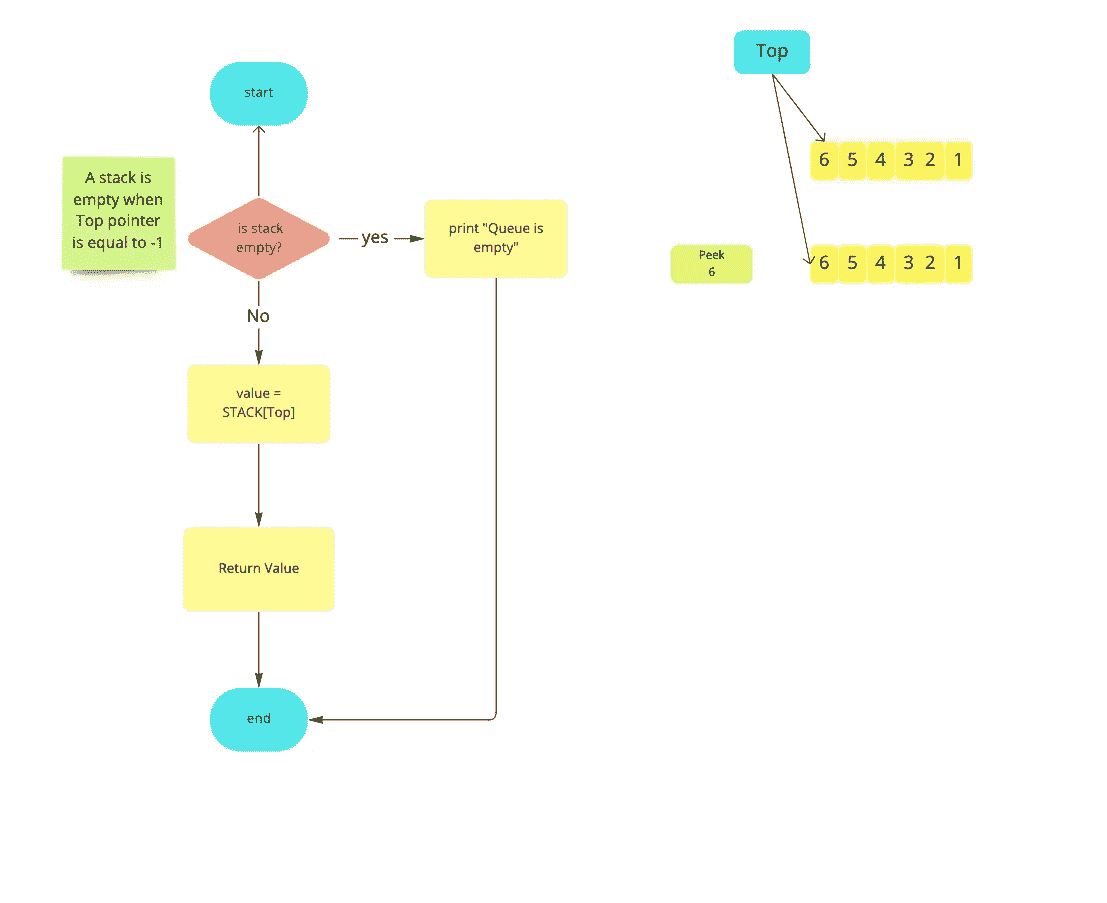 Top
start
A stack is
empty when
Top pointer
is equal to -1
is stack
empty?
yes
print "Queue is
empty"
No
value =
STACK[Top]
Return Value
end
6 5 4 3 2 1
Peek
6
6 5 4 3 2 1